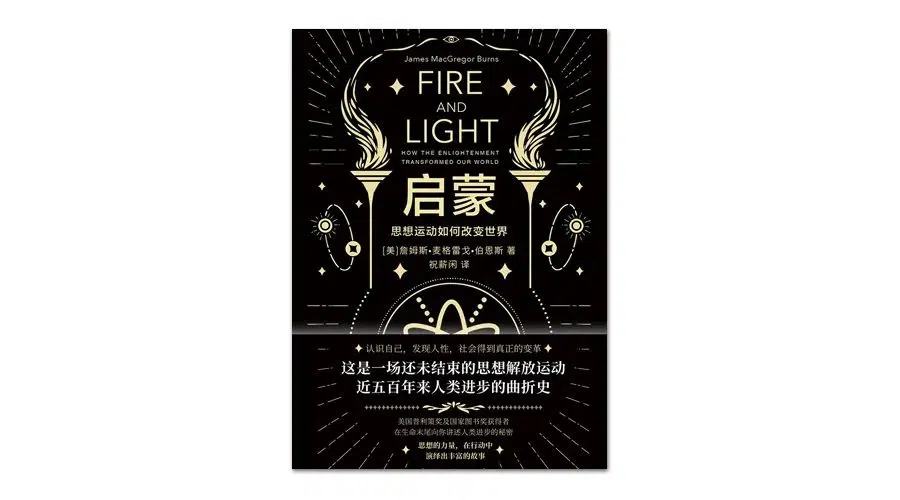 James MacGregor Burns
FIRE
AND
LIGHT
HOW THE ENLIGHTENMENT
TRANSFORMED OUR WORLD
启蒙
思想运动如何改变世界
[美]詹姆斯•麦格雷戈•伯恩斯 著
祝薪闲 译
认识自己，发现人性，社会得到真正的变革
这是一场还未结束的思想解放运动
近五百年来人类进步的曲折史
美国普利策奖及国家图书奖获得者
在生命末尾向你讲述人类进步的秘密
思想的力量，在行动中
演绎出丰富的故事